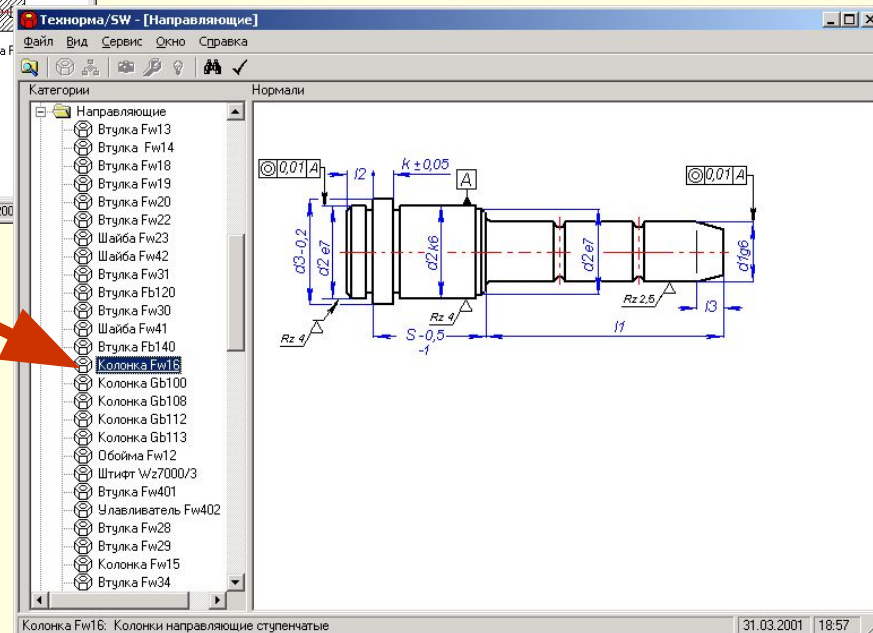 Технорма/SW - [Направляющие]
Файл Вид Сервис Окно Справка
Категории
Нормали
Направляющие
Втулка Fw13
Втулка Fw14
Втулка Fw18
Втулка Fw19
Втулка Fw20
Втулка Fw22
Шайба Fw23
Шайба Fw42
Втулка Fw31
Втулка Fb120
Втулка Fw30
Шайба Fw41
Втулка Fb140
Колонка Fw16
Колонка Gb100
Колонка Gb108
Колонка Gb112
Колонка Gb113
Обойма Fw12
Штифт Wz7000/3
Втулка Fw401
Улавливатель Fw402
Втулка Fw28
Втулка Fw29
Колонка Fw15
Втулка Fw34
0,01 A
l2
k±0,05
A
0,01 A
d3-0,2
d2 e7
d2 k6
d2 e7
d1g6
Rz 4
Rz 4
Rz 2,5
l3
S-0,5
-1
l1
Колонка Fw16: Колонки направляющие ступенчатые
31.03.2001 18:57